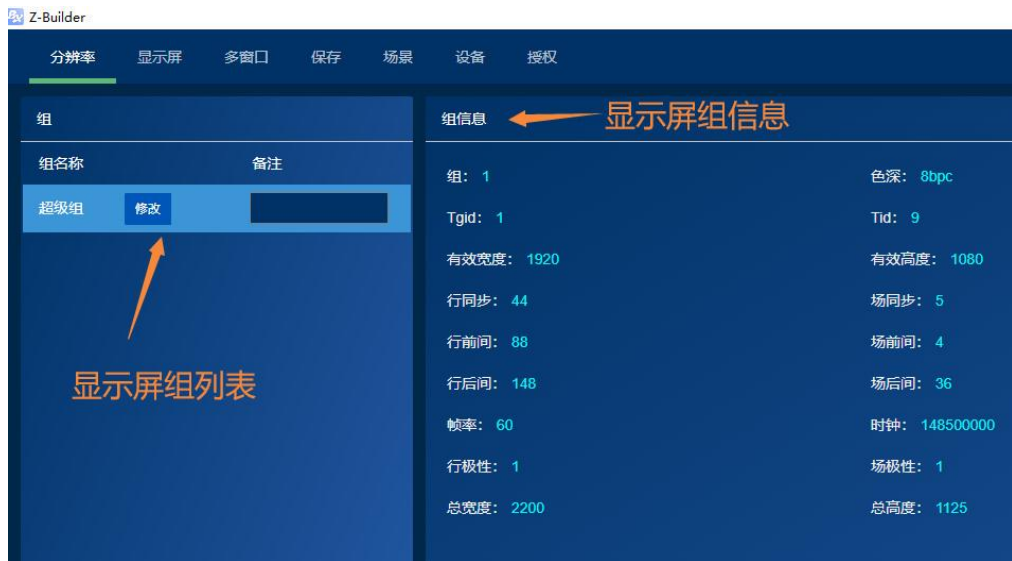 Z-Builder
分辨率 显示屏 多窗口 保存 场景 设备 授权
组
组名称 备注
超级组 修改
显示屏组列表
组信息 显示屏组信息
组: 1 色深: 8bpc
Tgid: 1 Tid: 9
有效宽度: 1920 有效高度: 1080
行同步: 44 场同步: 5
行前间: 88 场前间: 4
行后间: 148 场后间: 36
帧率: 60 时钟: 148500000
行极性: 1 场极性: 1
总宽度: 2200 总高度: 1125